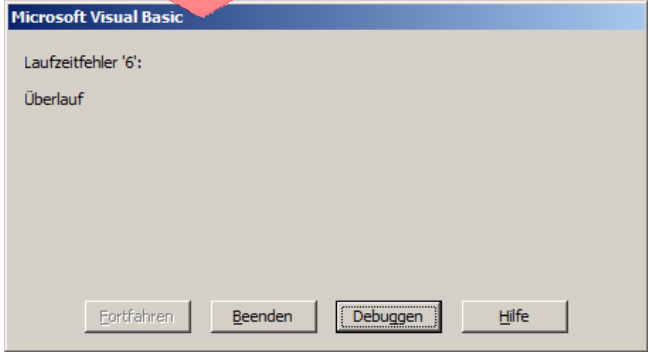 Microsoft Visual Basic
Laufzeitfehler '6':
Überlauf
Fortfahren Beenden Debuggen Hilfe